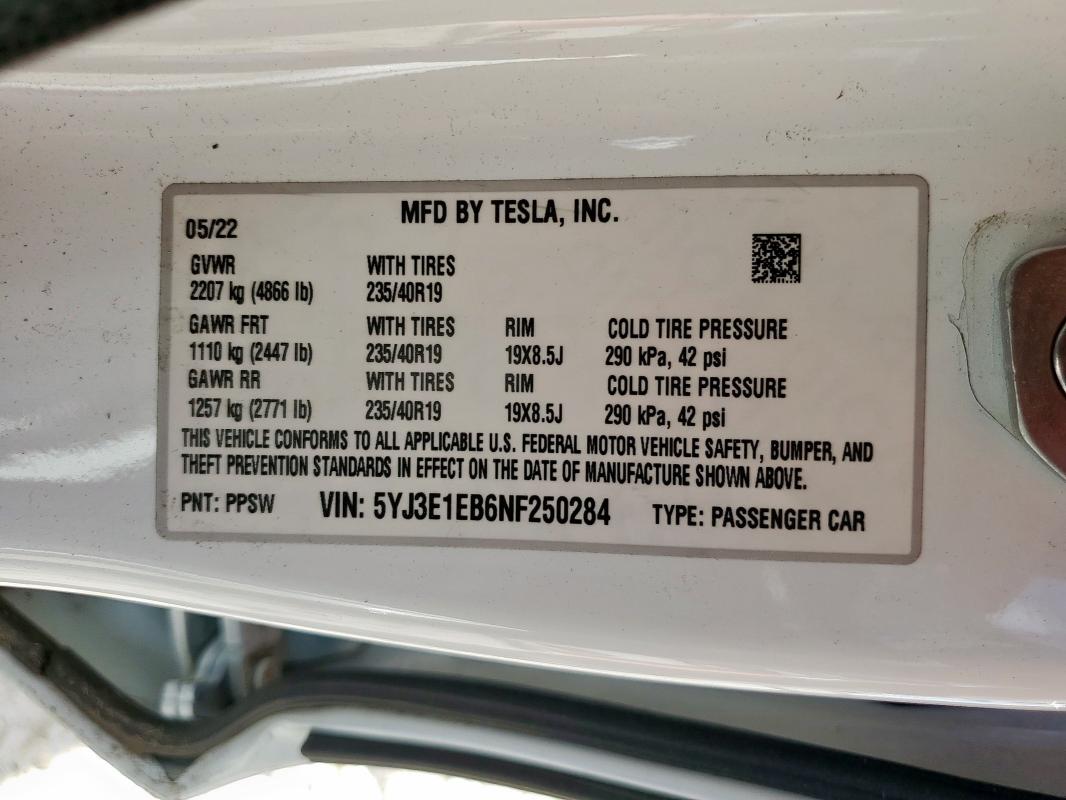 MFD BY TESLA, INC.
05/22
GVWR WITH TIRES
2207 kg (4866 lb) 235/40R19
GAWR FRT WITH TIRES RIM COLD TIRE PRESSURE
1110 kg (2447 lb) 235/40R19 19X8.5J 290 kPa, 42 psi
GAWR RR WITH TIRES RIM COLD TIRE PRESSURE
1257 kg (2771 lb) 235/40R19 19X8.5J 290 kPa, 42 psi
THIS VEHICLE CONFORMS TO ALL APPLICABLE U.S. FEDERAL MOTOR VEHICLE SAFETY, BUMPER, AND
THEFT PREVENTION STANDARDS IN EFFECT ON THE DATE OF MANUFACTURE SHOWN ABOVE.
PNT: PPSW VIN: 5YJ3E1EB6NF250284 TYPE: PASSENGER CAR